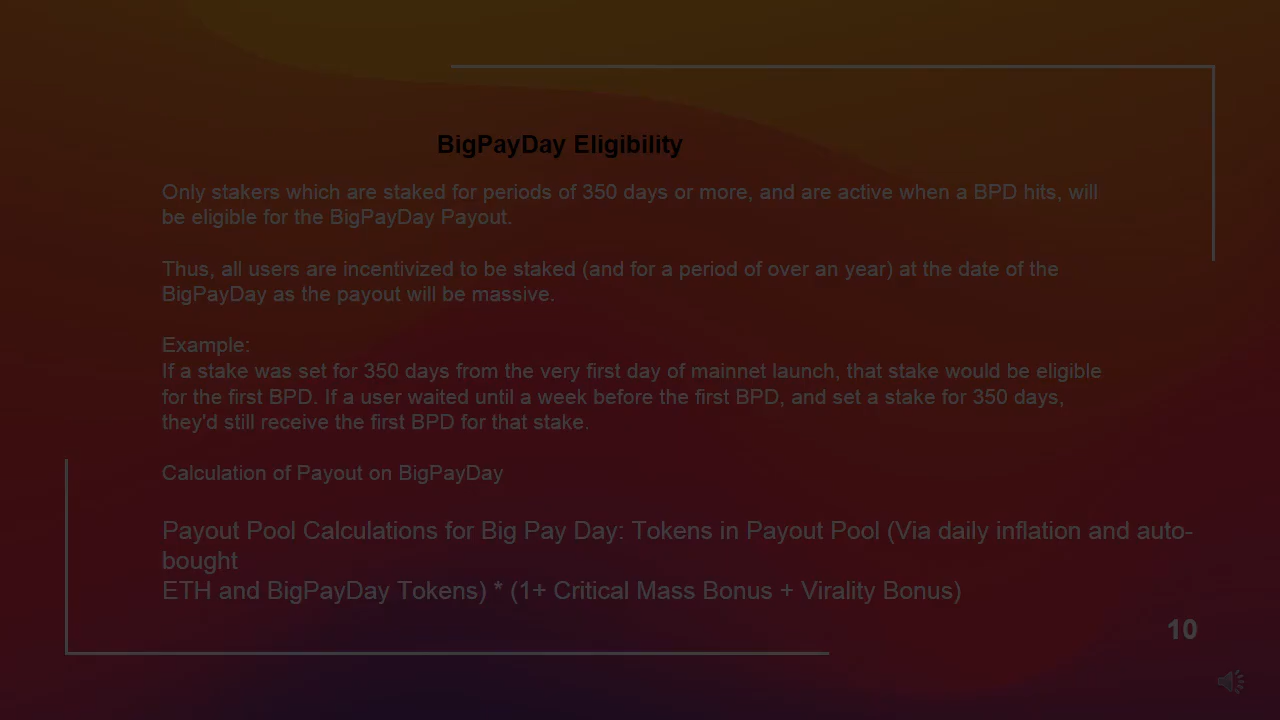 BigPayDay Eligibility
Only stakers which are staked for periods of 350 days or more, and are active when a BPD hits, will
be eligible for the BigPayDay Payout.
Thus, all users are incentivized to be staked (and for a period of over an year) at the date of the
BigPayDay as the payout will be massive.
Example:
If a stake was set for 350 days from the very first day of mainnet launch, that stake would be eligible
for the first BPD. If a user waited until a week before the first BPD, and set a stake for 350 days,
they'd still receive the first BPD for that stake.
Calculation of Payout on BigPayDay
Payout Pool Calculations for Big Pay Day: Tokens in Payout Pool (Via daily inflation and auto-
bought
ETH and BigPayDay Tokens) * (1+ Critical Mass Bonus + Virality Bonus)
10